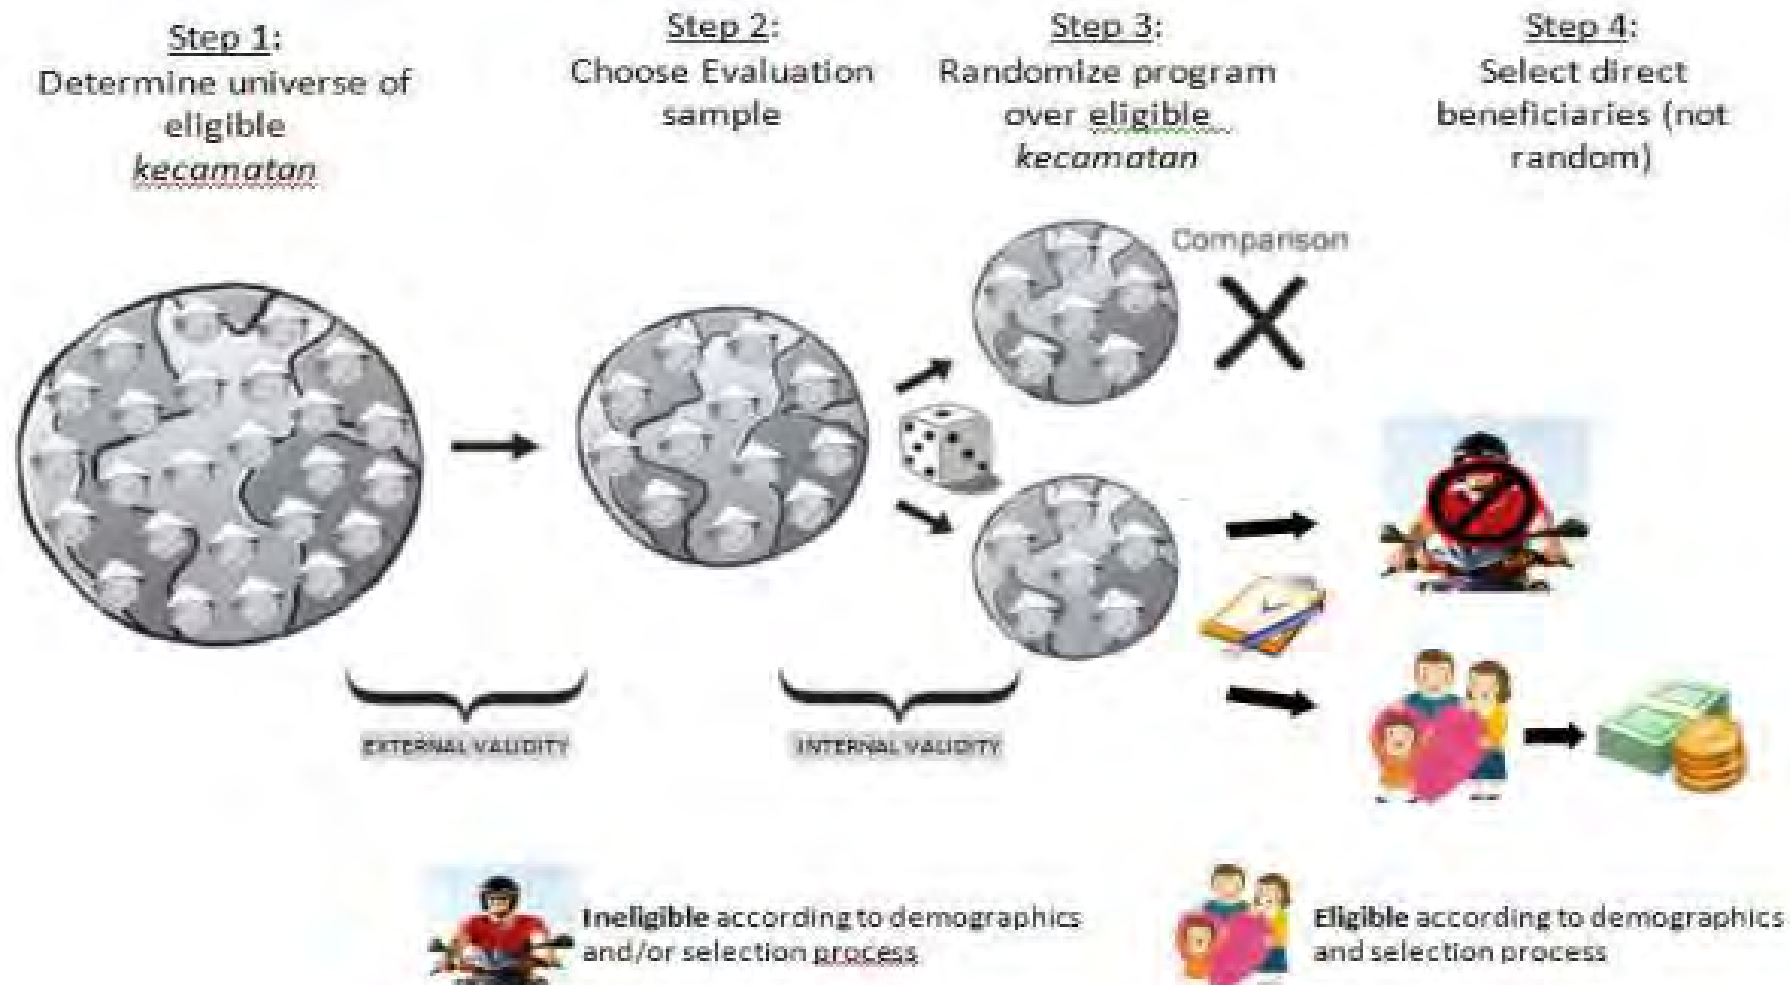 Step 1:
Determine universe of
eligible
kecamatan
Step 2:
Choose Evaluation
sample
Step 3:
Randomize program
over eligible
kecamatan
Step 4:
Select direct
beneficiaries (not
random)
Comparison
EXTERNAL VALIDITY
INTERNAL VALIDITY
Ineligible according to demographics
and/or selection process
Eligible according to demographics
and selection process